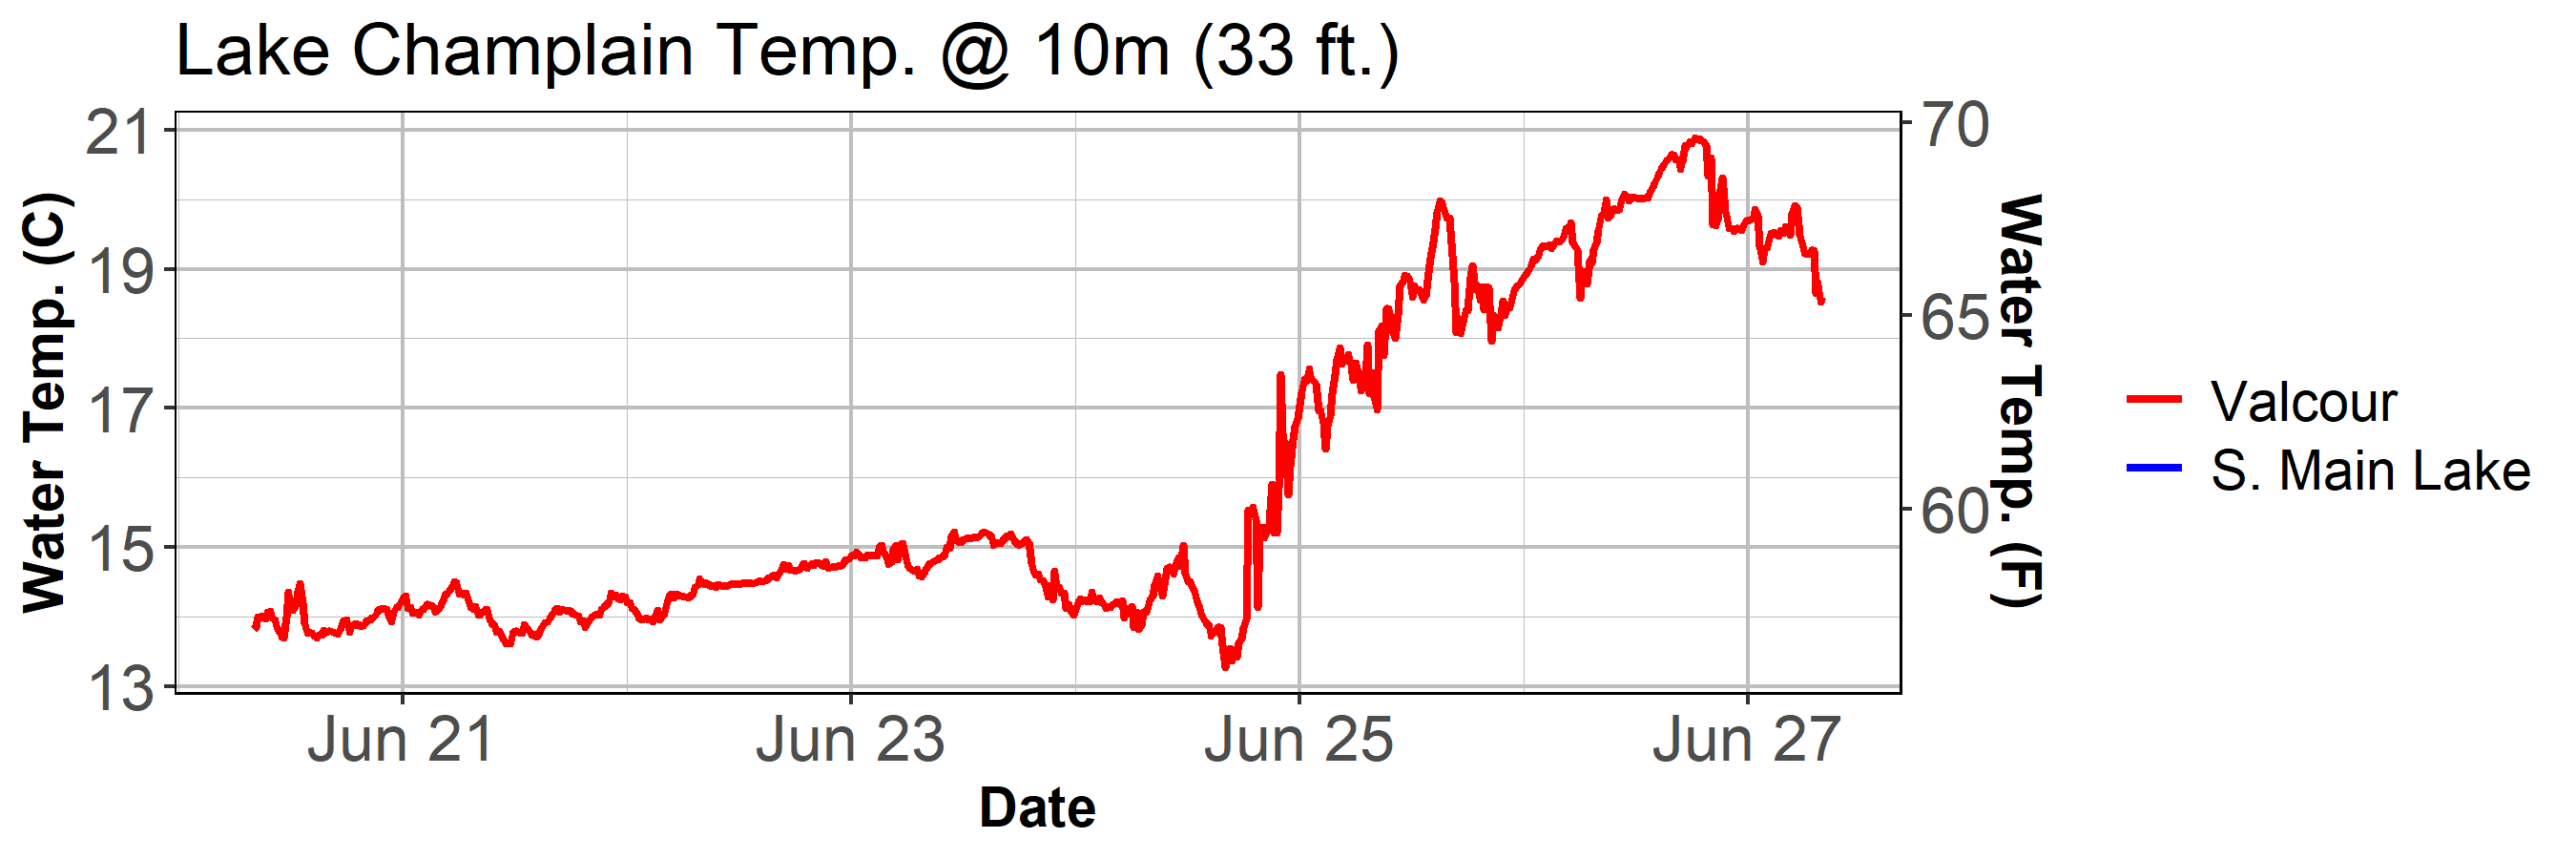 Lake Champlain Temp. @ 10m (33 ft.)
Water Temp. (C)
21
19
17
15
13
70
65
60
Water Temp. (F)
Jun 21
Jun 23
Jun 25
Jun 27
Date
Valcour
S. Main Lake